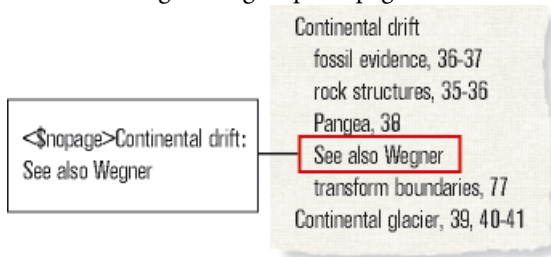 <$nopage>Continental drift:
See also Wegner
Continental drift
fossil evidence, 36-37
rock structures, 35-36
Pangea, 38
See also Wegner
transform boundaries, 77
Continental glacier, 39, 40-41